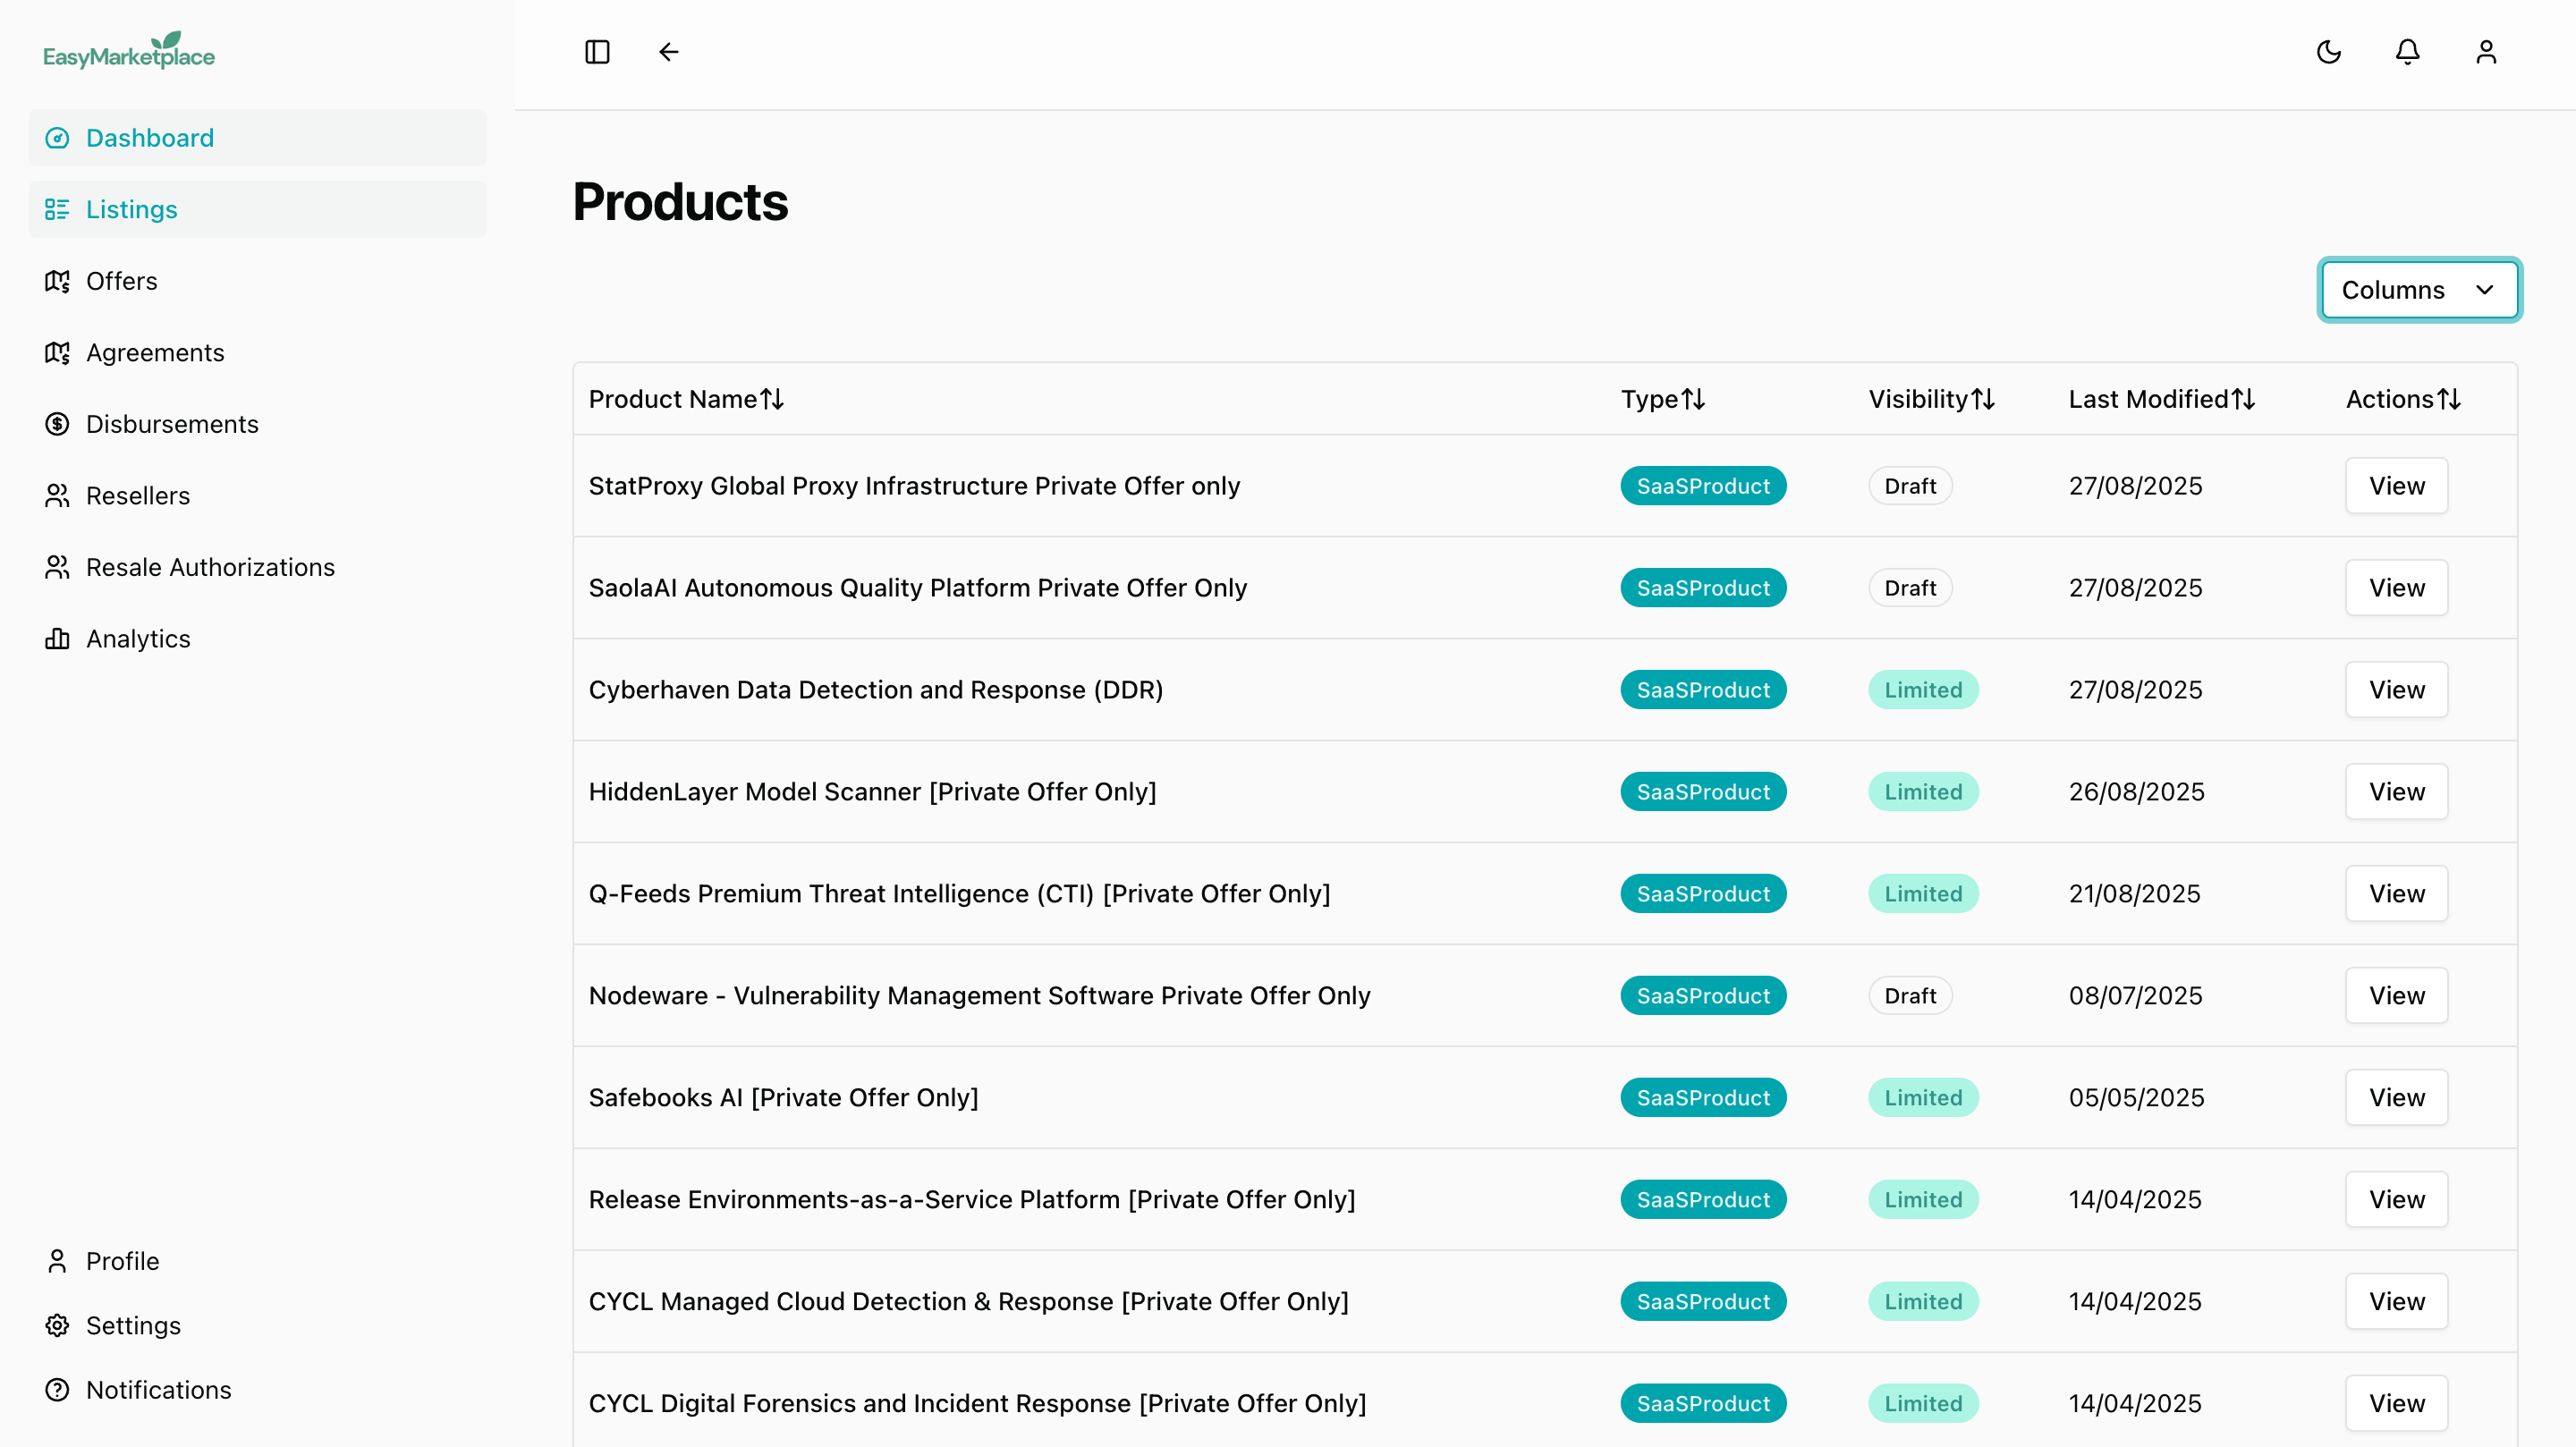 EasyMarketplace
Dashboard
Listings
Offers
Agreements
Disbursements
Resellers
Resale Authorizations
Analytics
Profile
Settings
Notifications
Products
Columns
Product Name Type Visibility Last Modified Actions
StatProxy Global Proxy Infrastructure Private Offer only SaaSProduct Draft 27/08/2025 View
SaolaAI Autonomous Quality Platform Private Offer Only SaaSProduct Draft 27/08/2025 View
Cyberhaven Data Detection and Response (DDR) SaaSProduct Limited 27/08/2025 View
HiddenLayer Model Scanner [Private Offer Only] SaaSProduct Limited 26/08/2025 View
Q-Feeds Premium Threat Intelligence (CTI) [Private Offer Only] SaaSProduct Limited 21/08/2025 View
Nodeware - Vulnerability Management Software Private Offer Only SaaSProduct Draft 08/07/2025 View
Safebooks AI [Private Offer Only] SaaSProduct Limited 05/05/2025 View
Release Environments-as-a-Service Platform [Private Offer Only] SaaSProduct Limited 14/04/2025 View
CYCL Managed Cloud Detection & Response [Private Offer Only] SaaSProduct Limited 14/04/2025 View
CYCL Digital Forensics and Incident Response [Private Offer Only] SaaSProduct Limited 14/04/2025 View